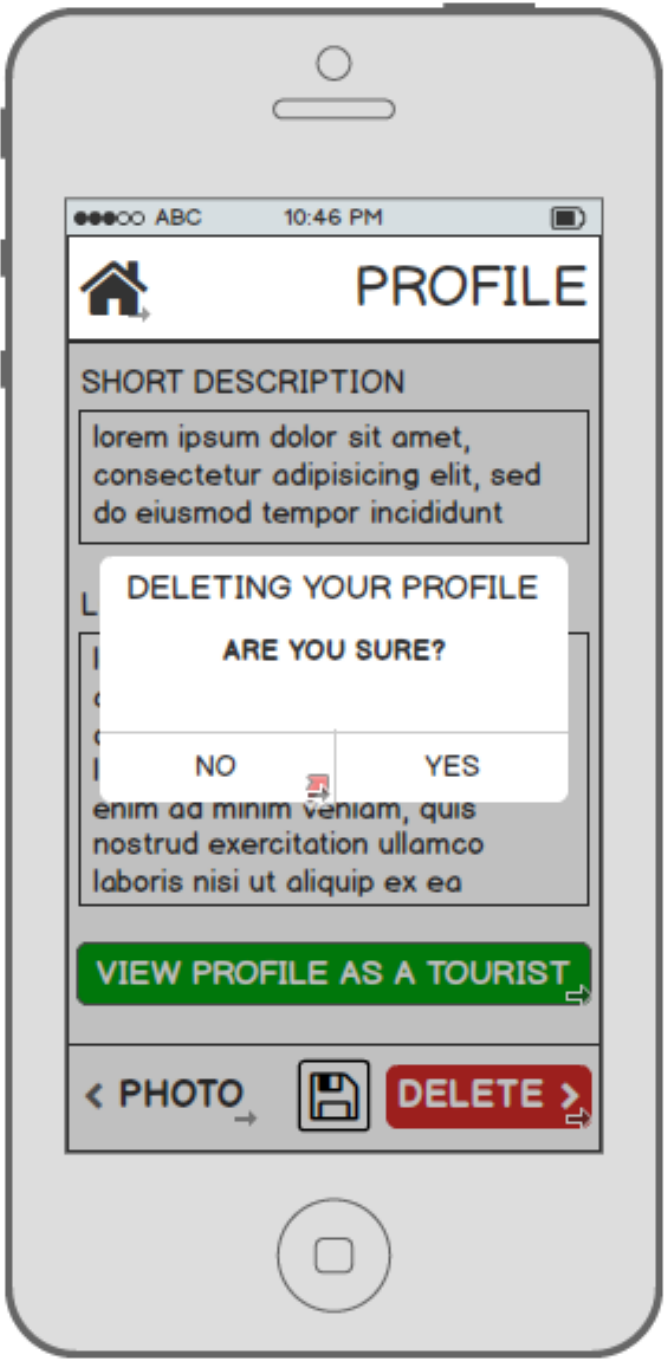 ABC 10:46 PM
PROFILE
SHORT DESCRIPTION
lorem ipsum dolor sit amet,
consectetur adipisicing elit, sed
do eiusmod tempor incididunt
DELETING YOUR PROFILE
ARE YOU SURE?
NO YES
enim ad minim veniam, quis
nostrud exercitation ullamco
laboris nisi ut aliquip ex ea
VIEW PROFILE AS A TOURIST
< PHOTO DELETE >